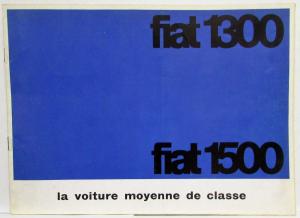 fiat 1300
fiat 1500
la voiture moyenne de classe